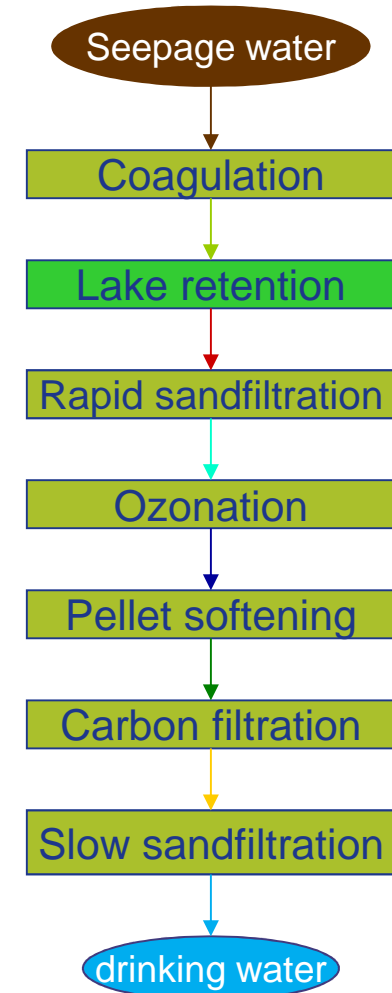 Seepage water
Coagulation
Lake retention
Rapid sandfiltration
Ozonation
Pellet softening
Carbon filtration
Slow sandfiltration
drinking water